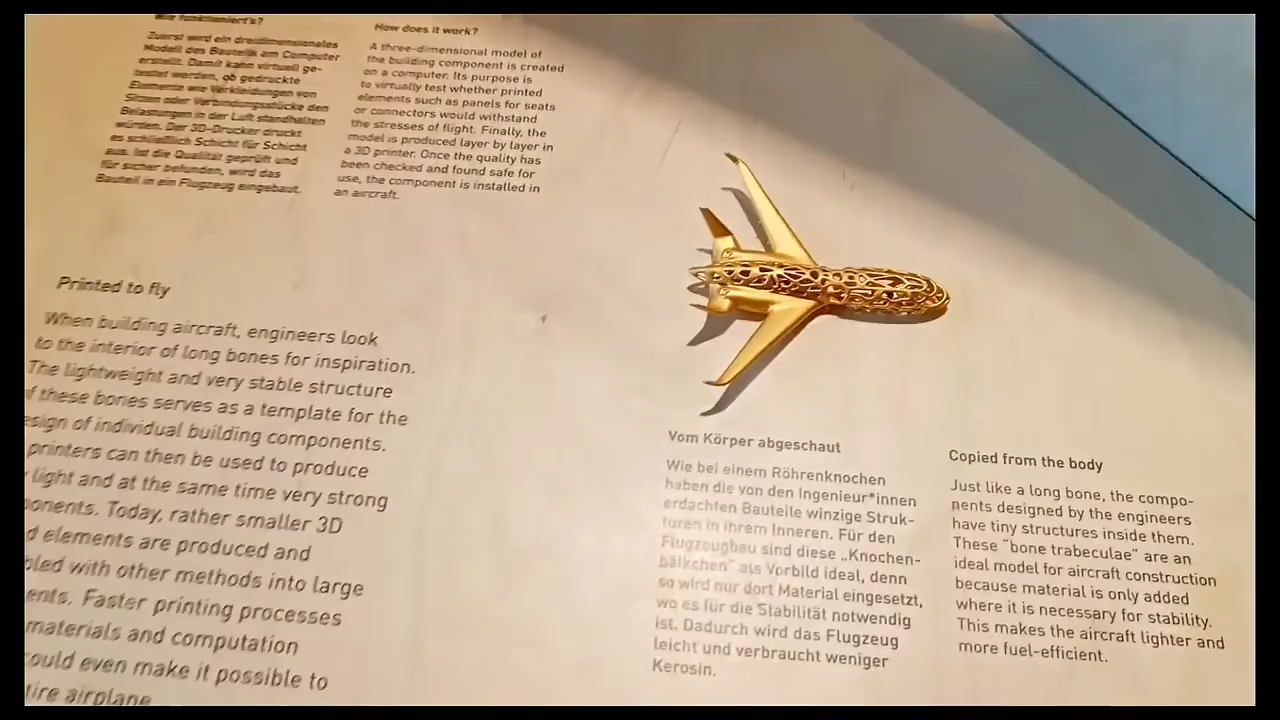 Wie funktioniert's?
Zuerst wird ein dreidimensionales
Modell des Bauteils am Computer
erstellt. Damit kann virtuell ge-
testet werden, ob gedruckte
Elemente wie Verkleidungen von
Sitzen oder Verbindungsstücke den
Belastungen in der Luft standhalten
würden. Der 3D-Drucker druckt
es schließlich Schicht für Schicht
aus. Ist die Qualität geprüft und
für sicher befunden, wird das
Bauteil in ein Flugzeug eingebaut.
How does it work?
A three-dimensional model of
the building component is created
on a computer. Its purpose is
to virtually test whether printed
elements such as panels for seats
or connectors would withstand
the stresses of flight. Finally, the
model is produced layer by layer in
a 3D printer. Once the quality has
been checked and found safe for
use, the component is installed in
an aircraft.
Printed to fly
When building aircraft, engineers look
to the interior of long bones for inspiration.
The lightweight and very stable structure
of these bones serves as a template for the
esign of individual building components.
printers can then be used to produce
light and at the same time very strong
ponents. Today, rather smaller 3D
d elements are produced and
bled with other methods into large
ents. Faster printing processes
materials and computation
could even make it possible to
tire airplane
Vom Körper abgeschaut
Wie bei einem Röhrenknochen
haben die von den Ingenieur*innen
erdachten Bauteile winzige Struk-
turen in ihrem Inneren. Für den
Flugzeugbau sind diese „Knochen-
bälkchen" als Vorbild ideal, denn
so wird nur dort Material eingesetzt,
wo es für die Stabilität notwendig
ist. Dadurch wird das Flugzeug
leicht und verbraucht weniger
Kerosin.
Copied from the body
Just like a long bone, the compo-
nents designed by the engineers
have tiny structures inside them.
These "bone trabeculae" are an
ideal model for aircraft construction
because material is only added
where it is necessary for stability.
This makes the aircraft lighter and
more fuel-efficient.